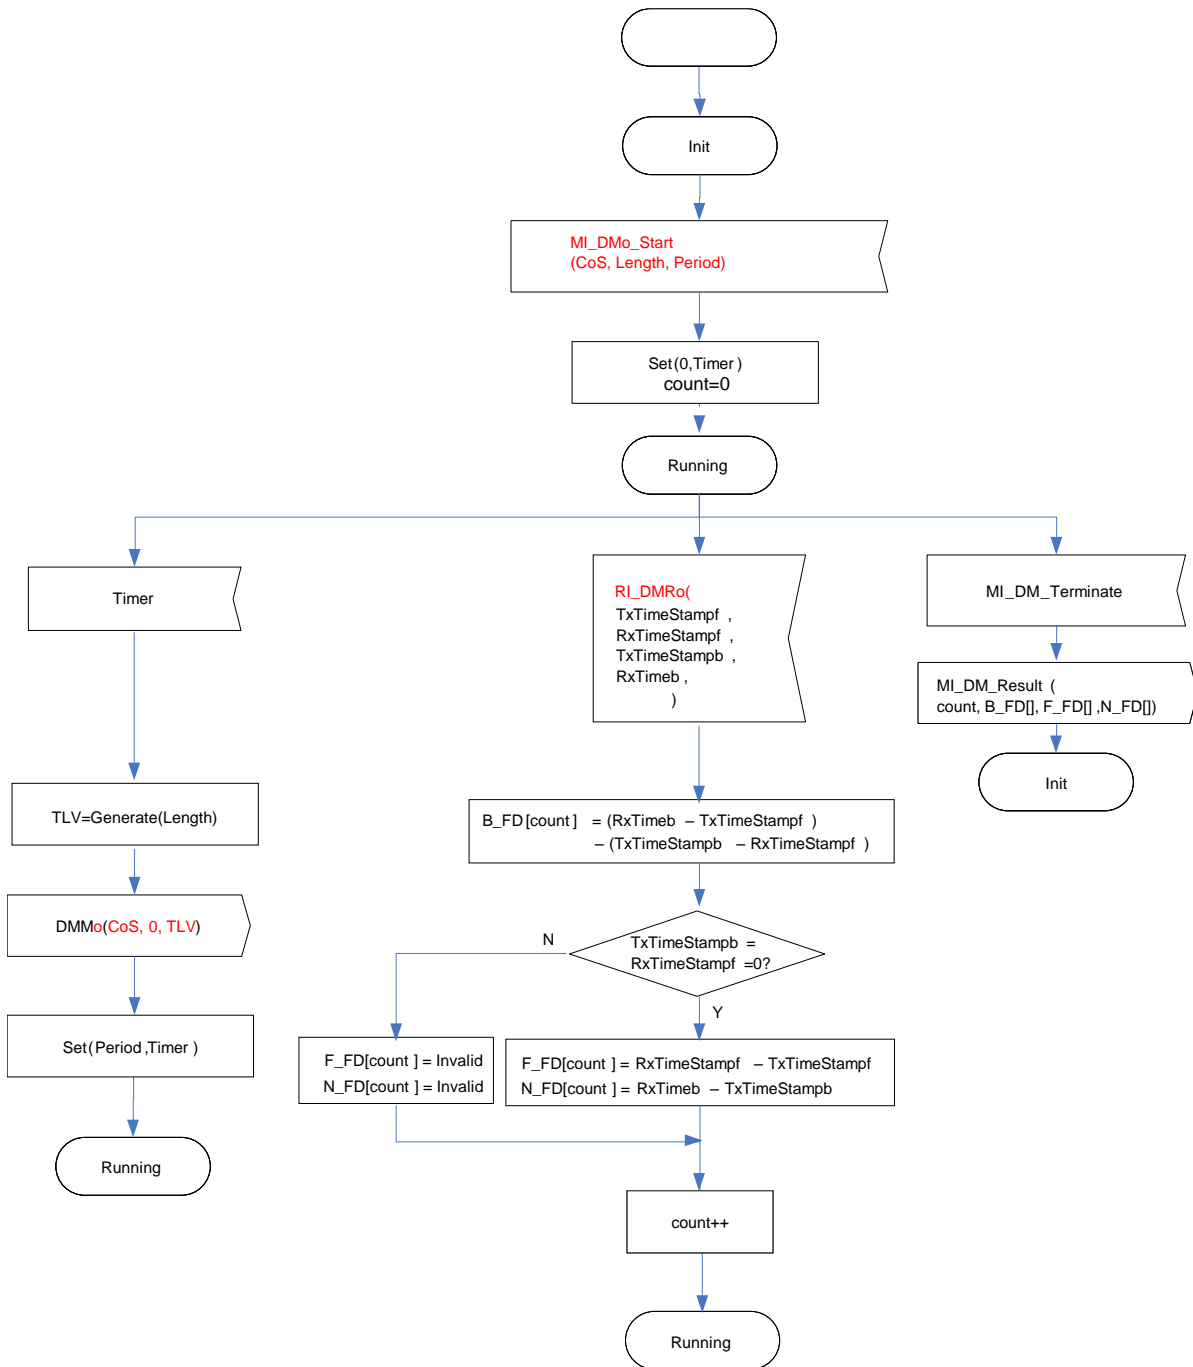 Init
MI_DMo_Start
(CoS, Length, Period)
Set(0,Timer)
count=0
Running
Timer
TLV=Generate(Length)
DMMo(CoS, 0, TLV)
Set(Period,Timer)
Running
RI_DMRo(
TxTimeStampf ,
RxTimeStampf ,
TxTimeStampb ,
RxTimeb ,
)
B_FD[count] = (RxTimeb – TxTimeStampf )
– (TxTimeStampb – RxTimeStampf )
TxTimeStampb =
RxTimeStampf =0?
N
Y
F_FD[count ] = Invalid
N_FD[count ] = Invalid
F_FD[count ] = RxTimeStampf – TxTimeStampf
N_FD[count ] = RxTimeb – TxTimeStampb
count++
Running
MI_DM_Terminate
MI_DM_Result (
count, B_FD[], F_FD[] ,N_FD[])
Init